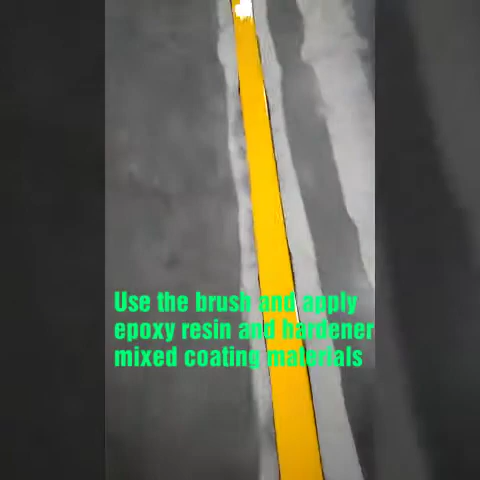 Use the brush and apply
epoxy resin and hardener
mixed coating materials